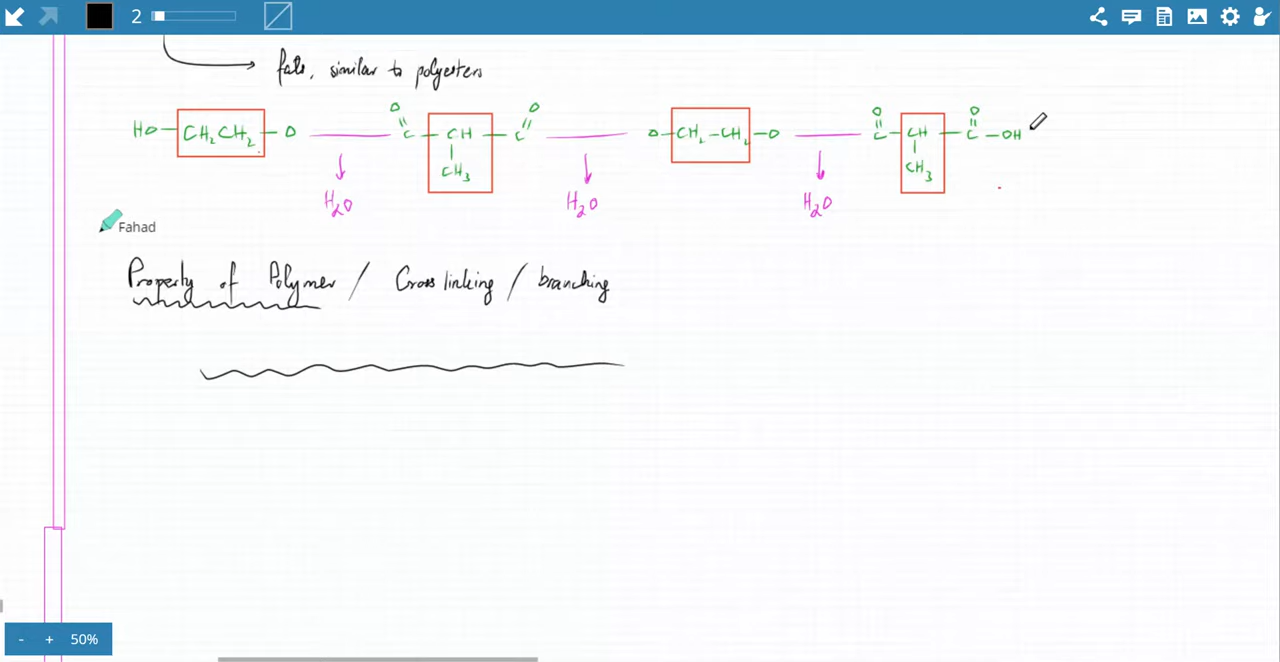 2
fats, similar to polyesters
O O O O
HO-CH₂CH₂-O C-CH-C O-CH₂-CH₂-O C-CH-C-OH
CH₃ CH₃
H₂O H₂O H₂O
Fahad
Property of Polymer / Cross linking / branching
- + 50%